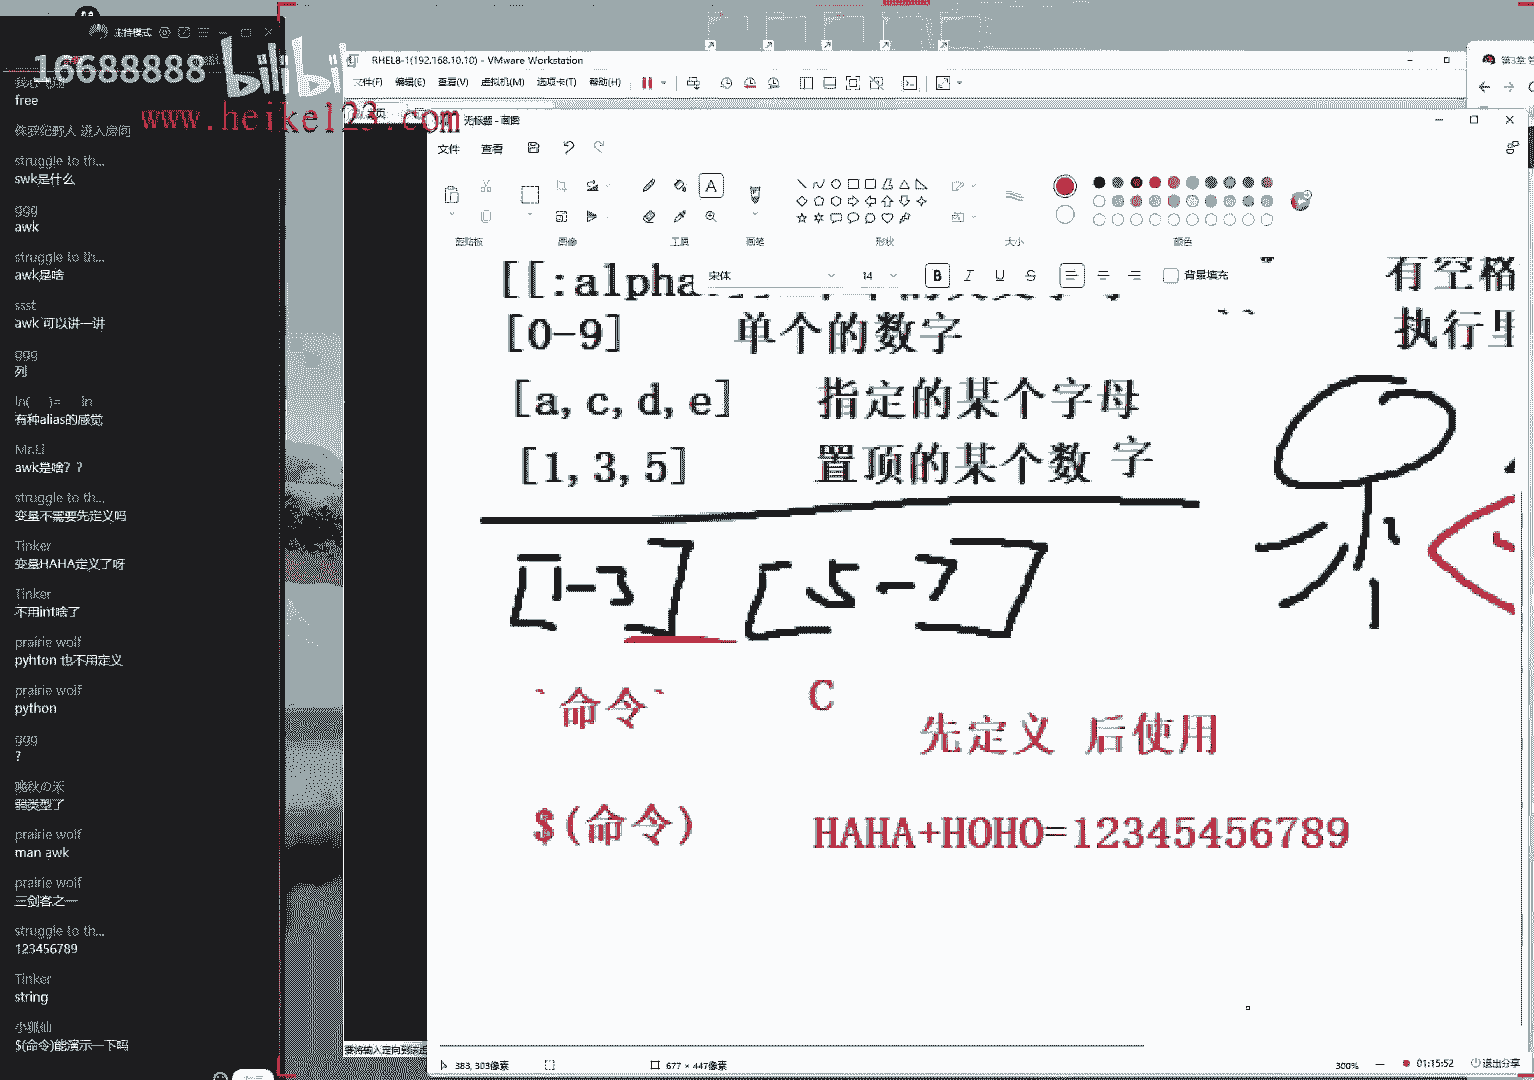 主持模式
16688888
bilibili
www.heike123.com
free
侏罗纪野人 进入房间
struggle to th...
swk是什么
ggg
awk
struggle to th...
awk是啥
ssst
awk 可以讲一讲
ggg
列
有种alias的感觉
Mr.Li
awk是啥？？
struggle to th...
变量不需要先定义吗
Tinker
变量HAHA定义了呀
Tinker
不用int啥了
prairie wolf
pyhton 也不用定义
prairie wolf
python
ggg
?
弱类型了
prairie wolf
man awk
prairie wolf
三剑客之一
struggle to th...
123456789
Tinker
string
小狐仙
$(命令)能演示一下吗
RHEL8-1(192.168.10.10) - VMware Workstation
文件(F) 编辑(E) 查看(V) 虚拟机(M) 选项卡(T) 帮助(H)
无标题 - 画图
文件 查看
剪贴板 图像 工具 画笔 形状 大小 颜色
宋体 14 B I U S 背景填充
[[:alpha
有空格
[0-9] 单个的数字
执行里
[a,c,d,e] 指定的某个字母
[1,3,5] 置顶的某个数 字
[1-3] [5-7]
`命令` C
先定义 后使用
$(命令) HAHA+HOHO=12345456789
383, 303像素 677 × 447像素 300%
01:15:52 退出分享